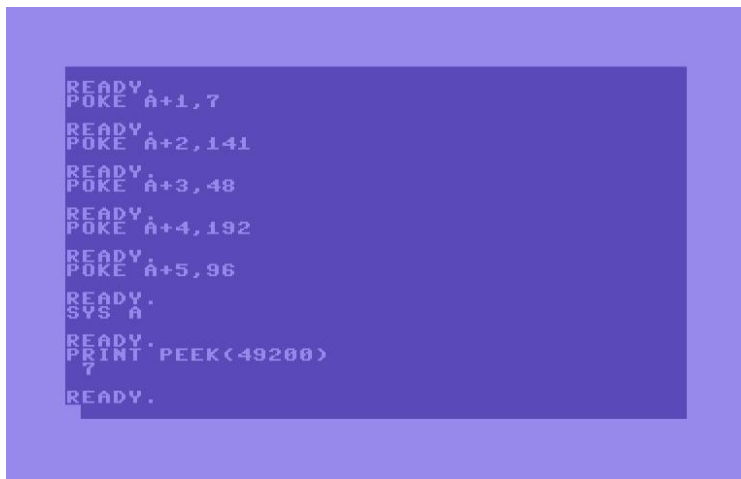 READY.
POKE A+1,7
READY.
POKE A+2,141
READY.
POKE A+3,48
READY.
POKE A+4,192
READY.
POKE A+5,96
READY.
SYS A
READY.
PRINT PEEK(49200)
7
READY.